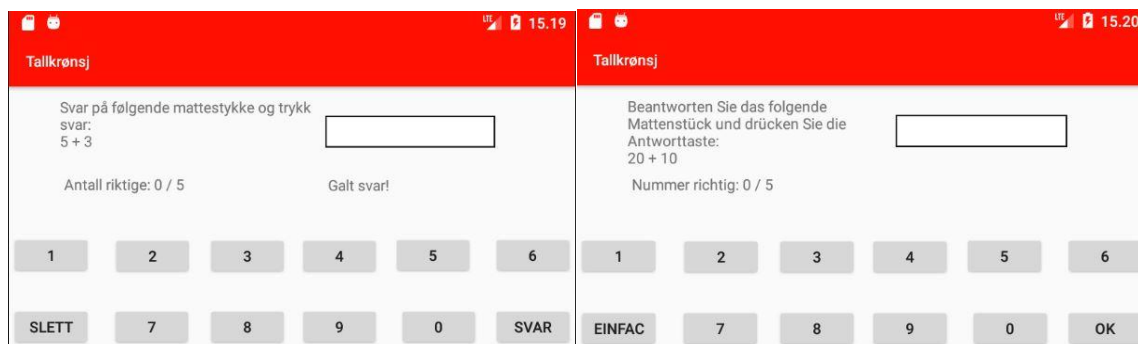 LTE 15.19
Tallkrønsj
Svar på følgende mattestykke og trykk
svar:
5 + 3
Antall riktige: 0 / 5
Galt svar!
1 2 3 4 5 6
SLETT 7 8 9 0 SVAR
LTE 15.20
Tallkrønsj
Beantworten Sie das folgende
Mattenstück und drücken Sie die
Antworttaste:
20 + 10
Nummer richtig: 0 / 5
1 2 3 4 5 6
EINFAC 7 8 9 0 OK